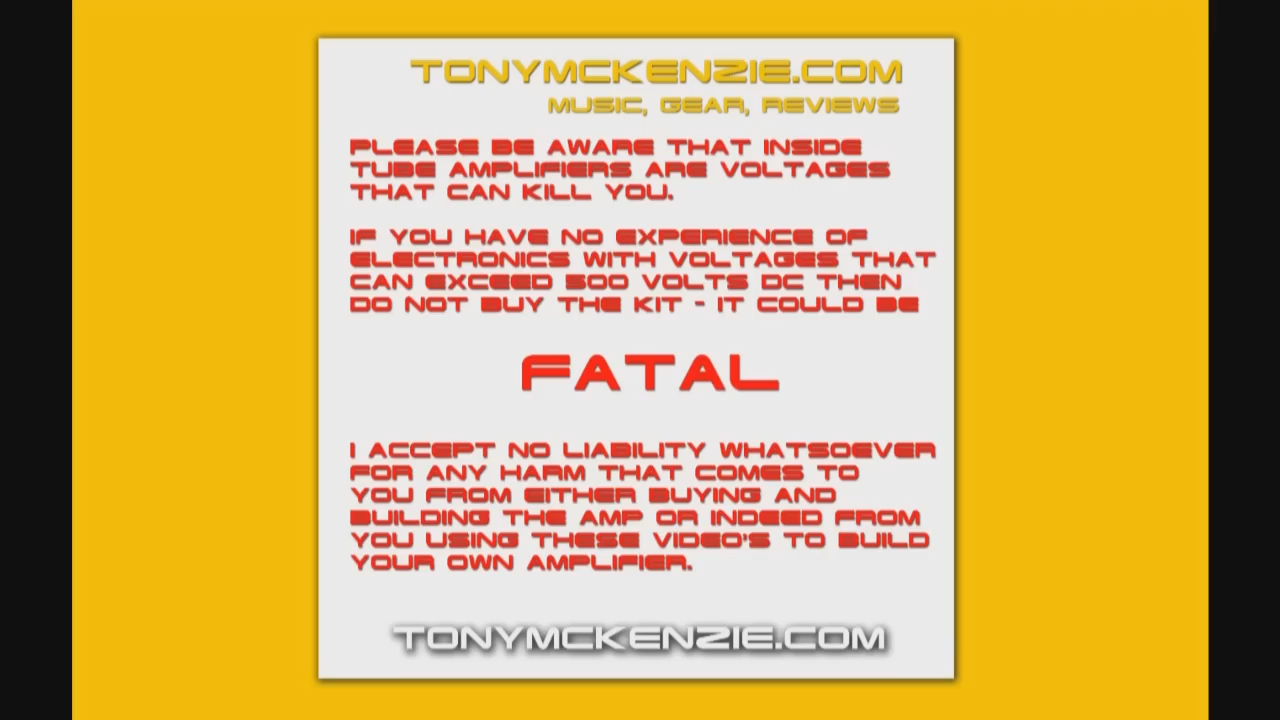 TONYMCKENZIE.COM
MUSIC, GEAR, REVIEWS
PLEASE BE AWARE THAT INSIDE
TUBE AMPLIFIERS ARE VOLTAGES
THAT CAN KILL YOU.
IF YOU HAVE NO EXPERIENCE OF
ELECTRONICS WITH VOLTAGES THAT
CAN EXCEED 500 VOLTS DC THEN
DO NOT BUY THE KIT - IT COULD BE
FATAL
I ACCEPT NO LIABILITY WHATSOEVER
FOR ANY HARM THAT COMES TO
YOU FROM EITHER BUYING AND
BUILDING THE AMP OR INDEED FROM
YOU USING THESE VIDEO'S TO BUILD
YOUR OWN AMPLIFIER.
TONYMCKENZIE.COM